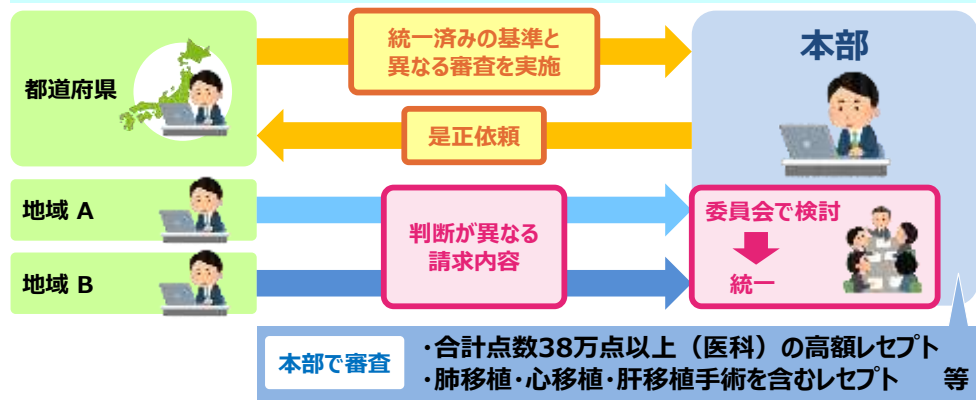 都道府県
統一済みの基準と
異なる審査を実施
是正依頼
本部
地域 A
地域 B
判断が異なる
請求内容
委員会で検討
統一
本部で審査
・合計点数38万点以上（医科）の高額レセプト
・肺移植・心移植・肝移植手術を含むレセプト　等